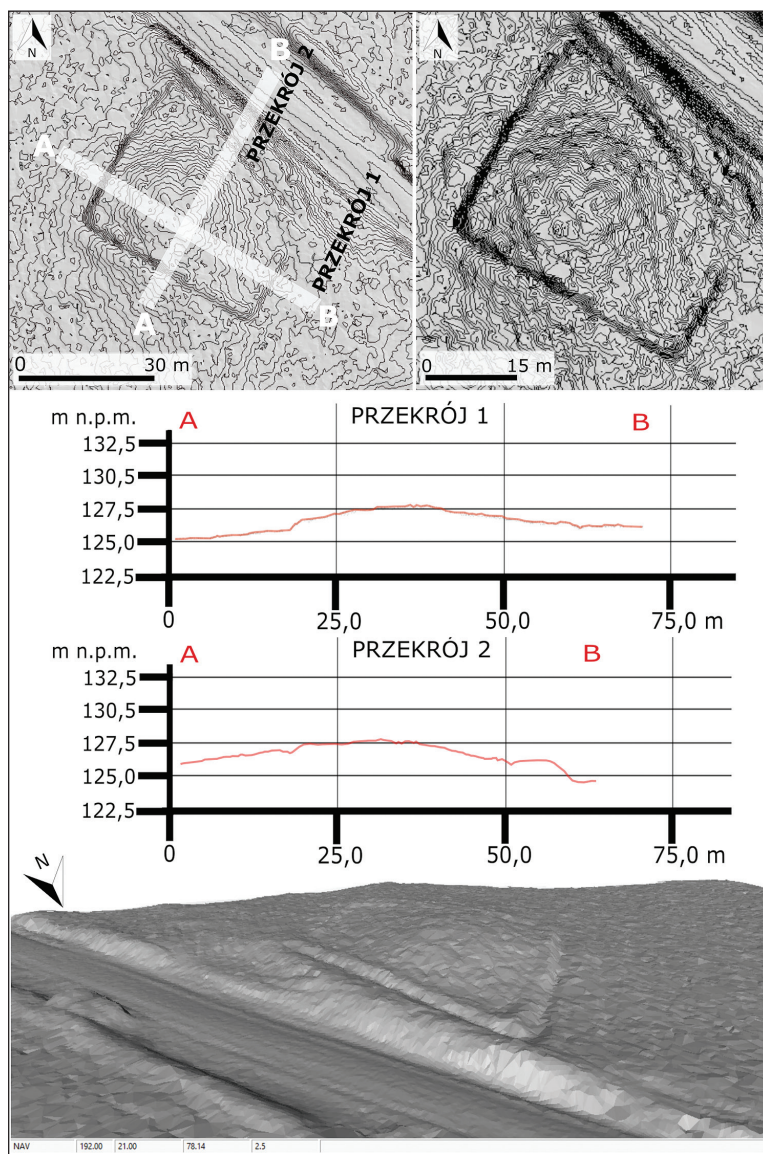 N
B
PRZEKRÓJ 2
A
PRZEKRÓJ 1
A
B
0 30 m
N
0 15 m
m n.p.m. A PRZEKRÓJ 1 B
132,5
130,5
127,5
125,0
122,5
0 25,0 50,0 75,0 m
m n.p.m. A PRZEKRÓJ 2 B
132,5
130,5
127,5
125,0
122,5
0 25,0 50,0 75,0 m
N
NAV 192.00 21.00 78.14 2.5